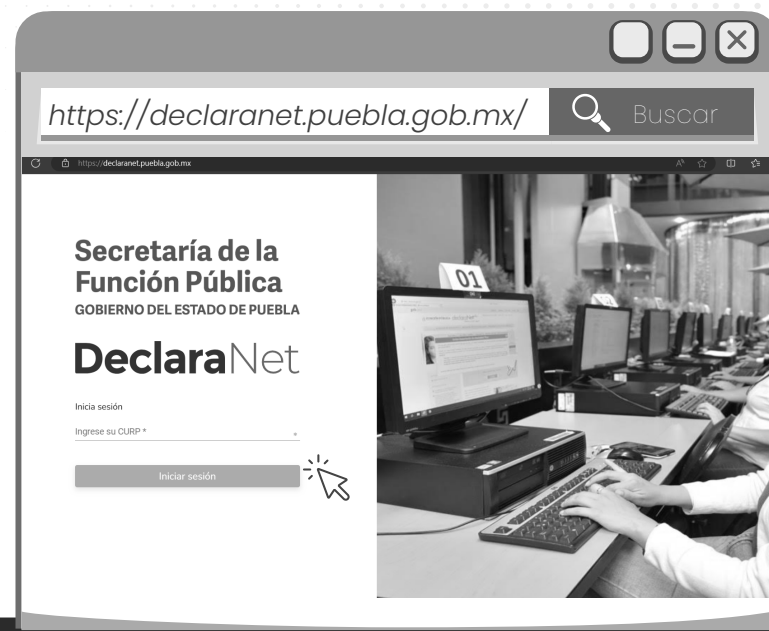 https://declaranet.puebla.gob.mx/
Buscar
https://declaranet.puebla.gob.mx
Secretaría de la
Función Pública
GOBIERNO DEL ESTADO DE PUEBLA
DeclaraNet
Inicia sesión
Ingrese su CURP *
Iniciar sesión
01